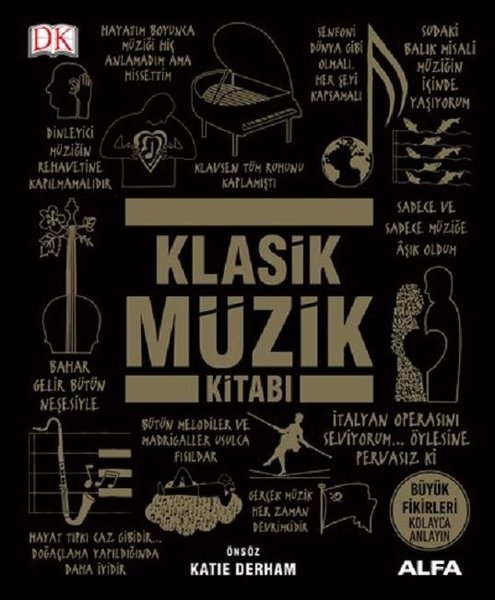 DK
HAYATIM BOYUNCA
MÜZİĞİ HİÇ
ANLAMADIM AMA
HİSSETTİM
SENFONİ
DÜNYA GİBİ
OLMALI,
HER ŞEYİ
KAPSAMALI
SUDAKİ
BALIK MİSALİ
MÜZİĞİN
İÇİNDE
YAŞIYORUM
DİNLEYİCİ
MÜZİĞİN
REHAVETİNE
KAPILMAMALIDIR
KLAVSEN TÜM RUHUNU
KAPLAMIŞTI
SADECE VE
SADECE MÜZİĞE
ÂŞIK OLDUM
KLASİK
MÜZİK
KİTABI
BAHAR
GELİR BÜTÜN
NEŞESİYLE
BÜTÜN MELODİLER VE
MADRİGALLER USULCA
FISILDAR
İTALYAN OPERASINI
SEVİYORUM... ÖYLESİNE
PERVASIZ Kİ
GERÇEK MÜZİK
HER ZAMAN
DEVRİMCİDİR
BÜYÜK
FİKİRLERİ
KOLAYCA
ANLAYIN
HAYAT TIPKI CAZ GİBİDİR...
DOĞAÇLAMA YAPILDIĞINDA
DAHA İYİDİR
ÖNSÖZ
KATIE DERHAM
ALFA